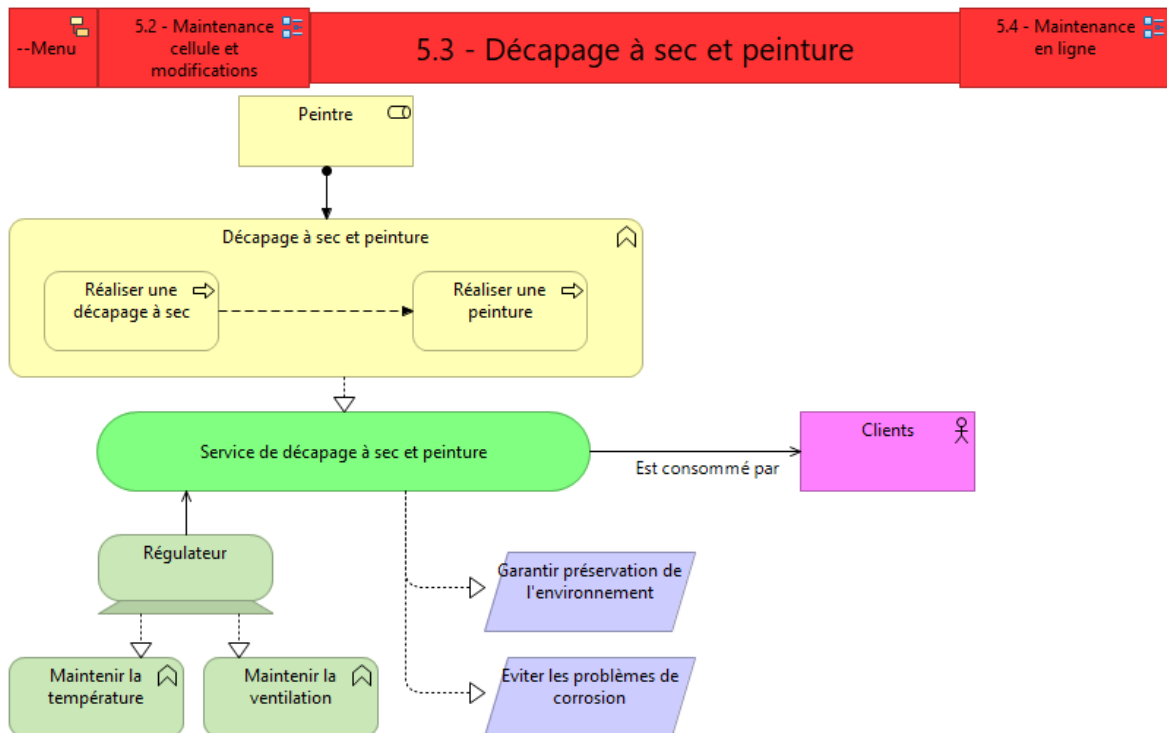 --Menu
5.2 - Maintenance
cellule et
modifications
5.3 - Décapage à sec et peinture
5.4 - Maintenance
en ligne
Peintre
Décapage à sec et peinture
Réaliser une
décapage à sec
Réaliser une
peinture
Service de décapage à sec et peinture
Est consommé par
Clients
Régulateur
Garantir préservation de
l'environnement
Maintenir la
température
Maintenir la
ventilation
Eviter les problèmes de
corrosion